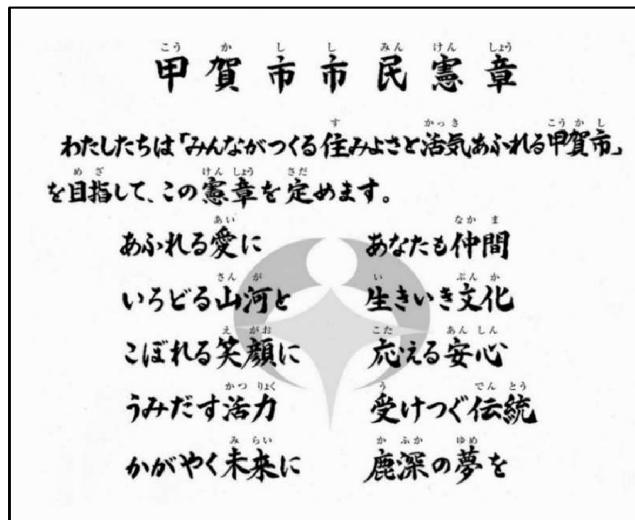 甲賀市市民憲章
わたしたちは「みんながつくる住みよさと活気あふれる甲賀市」
を目指して、この憲章を定めます。
あふれる愛に　あなたも仲間
いろどる山河と　生きいき文化
こぼれる笑顔に　応える安心
うみだす活力　受けつぐ伝統
かがやく未来に　鹿深の夢を